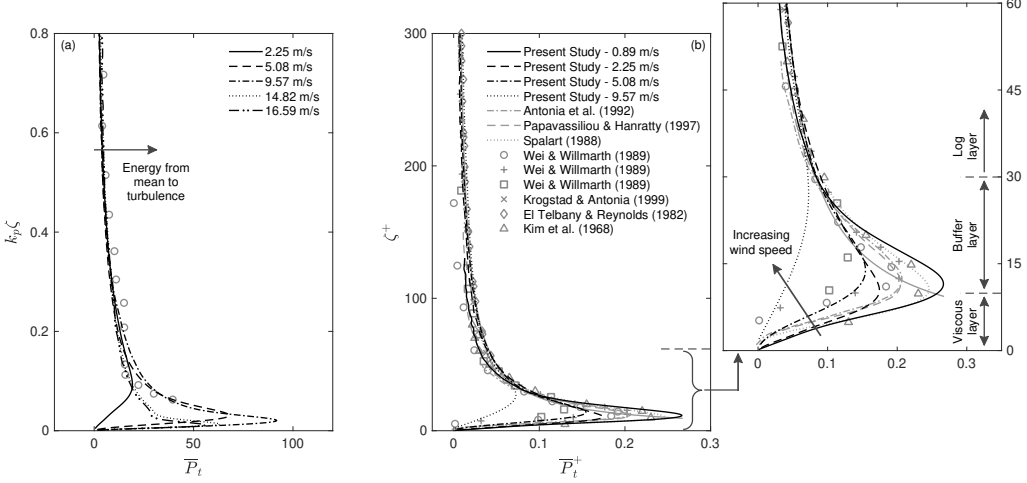 (a)
2.25 m/s
5.08 m/s
9.57 m/s
14.82 m/s
16.59 m/s
Energy from
mean to
turbulence
0.8
0.6
0.4
0.2
0
0
50
100
k_p ζ
P̅_t
(b)
Present Study - 0.89 m/s
Present Study - 2.25 m/s
Present Study - 5.08 m/s
Present Study - 9.57 m/s
Antonia et al. (1992)
Papavassiliou & Hanratty (1997)
Spalart (1988)
Wei & Willmarth (1989)
Wei & Willmarth (1989)
Wei & Willmarth (1989)
Krogstad & Antonia (1999)
El Telbany & Reynolds (1982)
Kim et al. (1968)
300
200
100
0
0
0.1
0.2
0.3
ζ⁺
P̅_t⁺
60
45
30
15
0
0
0.1
0.2
0.3
Increasing
wind speed
Log
layer
Buffer
layer
Viscous
layer